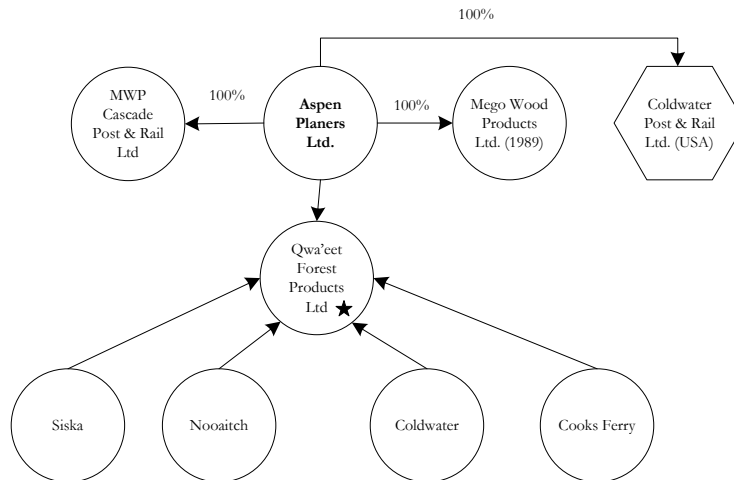 100%
MWP
Cascade
Post & Rail
Ltd
100%
Aspen
Planers
Ltd.
100%
Mego Wood
Products
Ltd. (1989)
Coldwater
Post & Rail
Ltd. (USA)
Qwa'eet
Forest
Products
Ltd
Siska
Nooaitch
Coldwater
Cooks Ferry